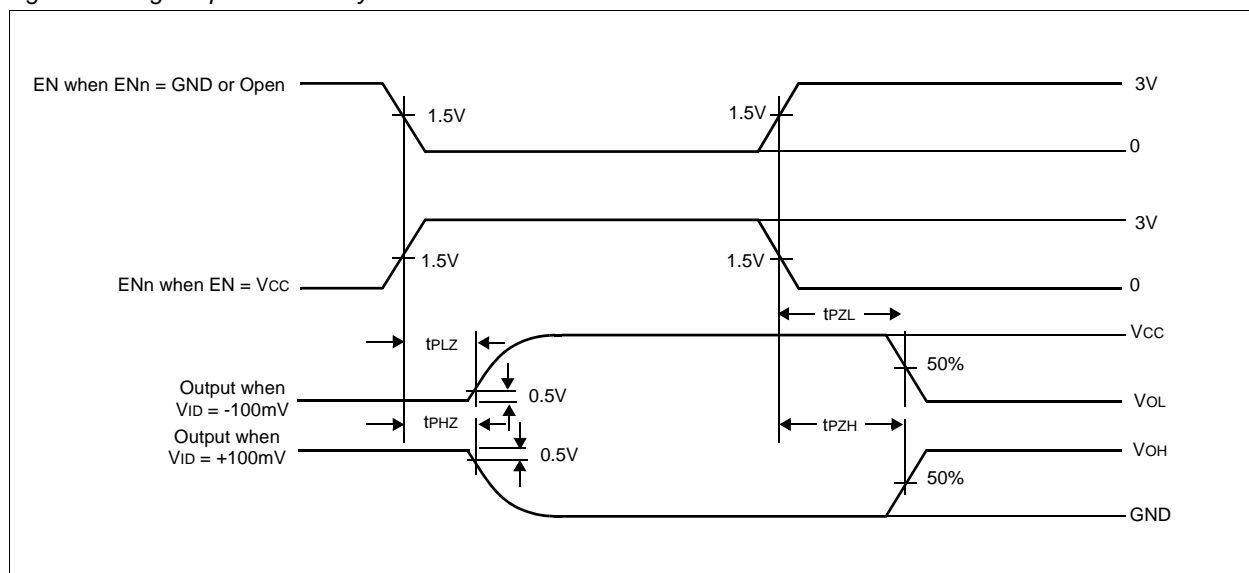 EN when ENn = GND or Open
3V
1.5V
1.5V
0
3V
1.5V
1.5V
ENn when EN = VCC
0
tPZL
VCC
tPLZ
50%
Output when
VID = -100mV
0.5V
VOL
tPHZ
tPZH
Output when
VID = +100mV
0.5V
VOH
50%
GND